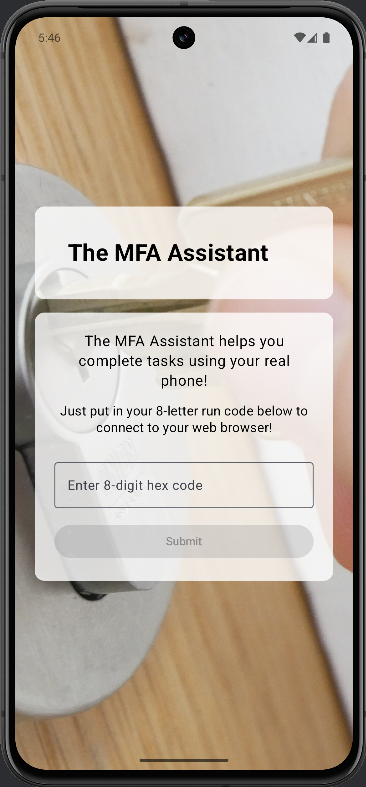 5:46
The MFA Assistant
The MFA Assistant helps you
complete tasks using your real
phone!
Just put in your 8-letter run code below to
connect to your web browser!
Enter 8-digit hex code
Submit